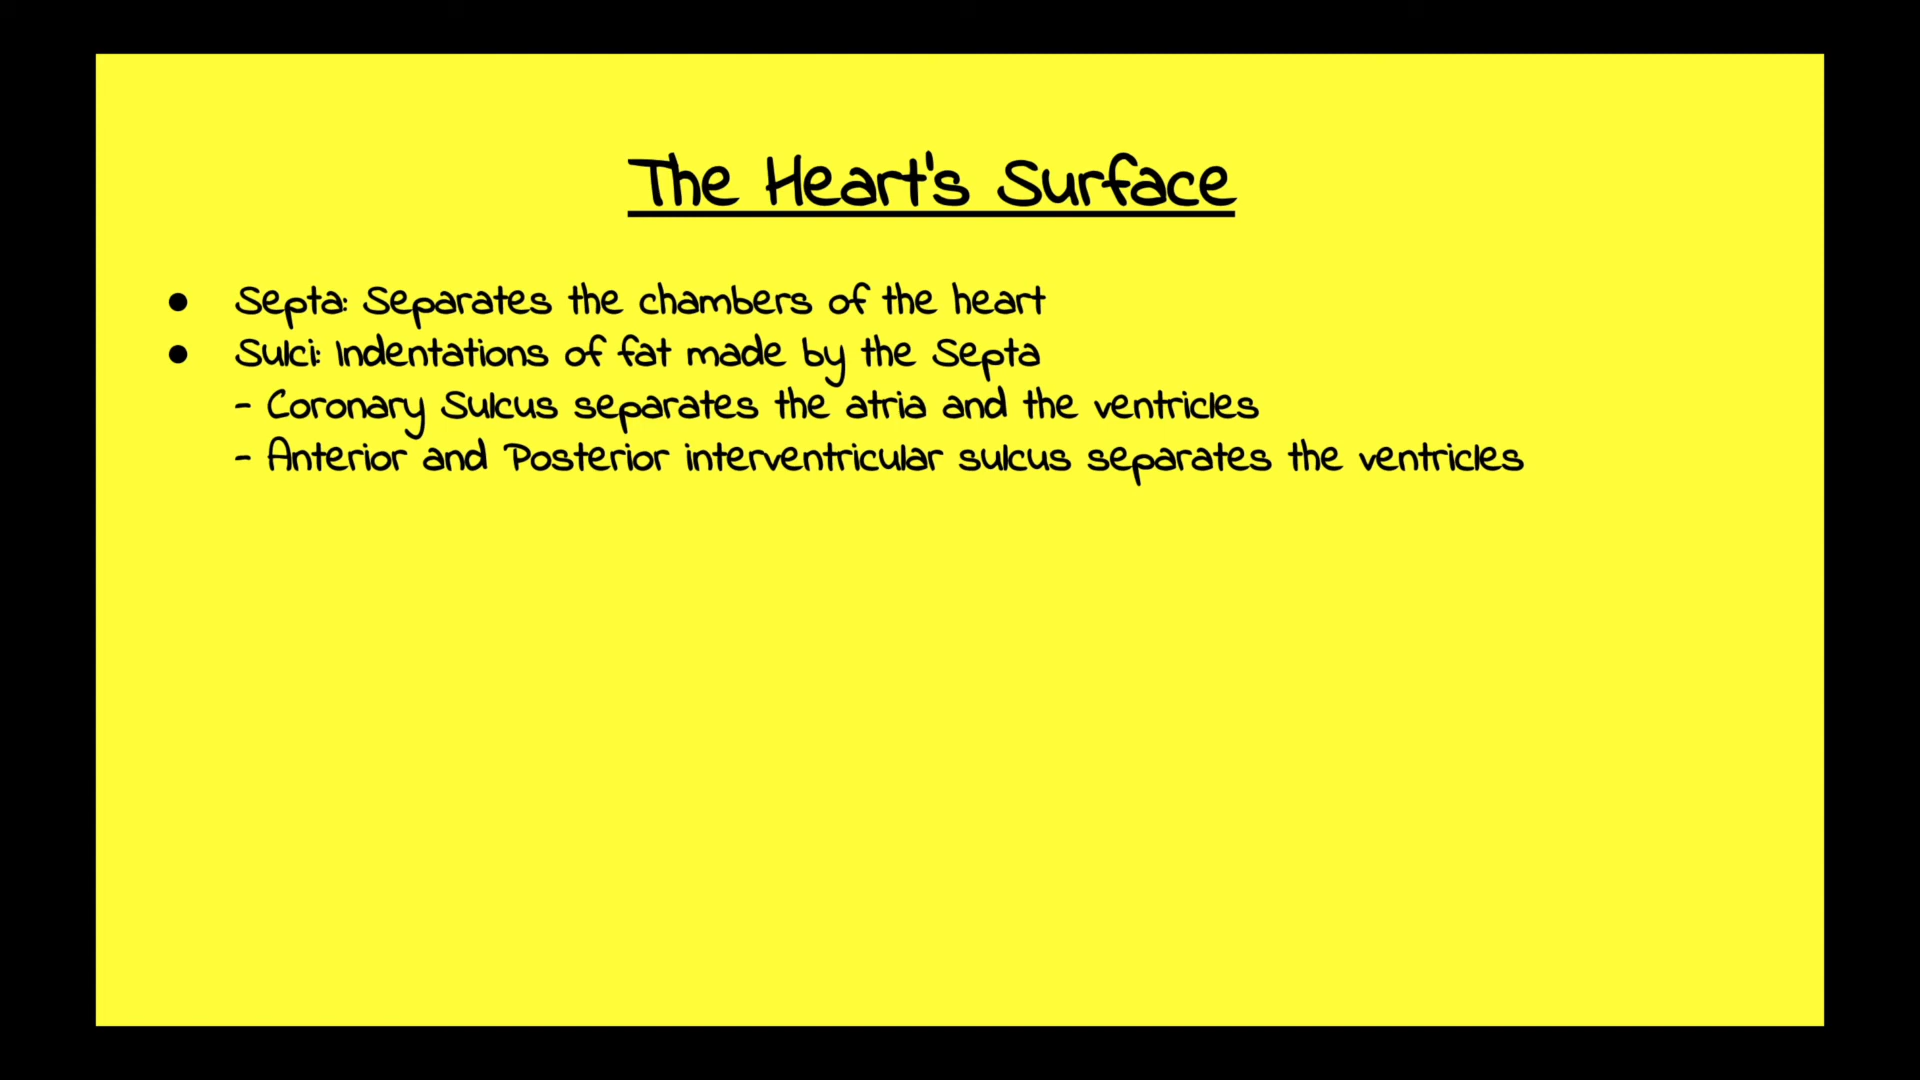 The Heart's Surface
● Septa: Separates the chambers of the heart
● Sulci: Indentations of fat made by the Septa
- Coronary Sulcus separates the atria and the ventricles
- Anterior and Posterior interventricular sulcus separates the ventricles